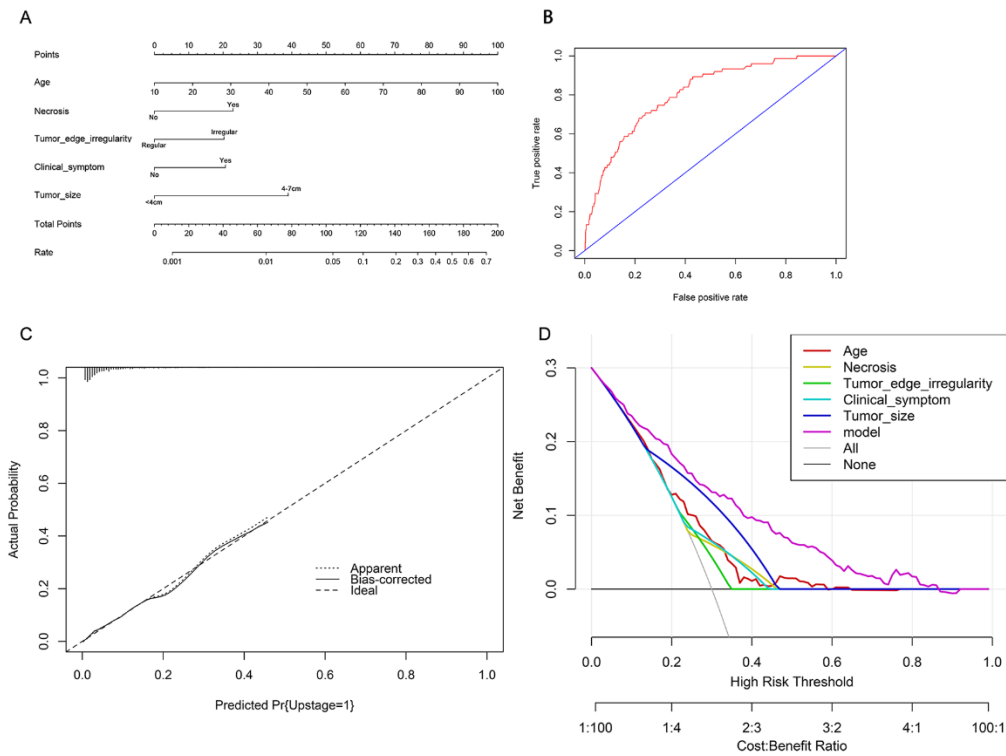 A
Points
0 10 20 30 40 50 60 70 80 90 100
Age
10 20 30 40 50 60 70 80 90 100
Necrosis
Yes
No
Tumor_edge_irregularity
Irregular
Regular
Clinical_symptom
Yes
No
Tumor_size
4-7cm
<4cm
Total Points
0 20 40 60 80 100 120 140 160 180 200
Rate
0.001 0.01 0.05 0.1 0.2 0.3 0.4 0.5 0.6 0.7
B
True positive rate
1.0
0.8
0.6
0.4
0.2
0.0
0.0 0.2 0.4 0.6 0.8 1.0
False positive rate
C
Actual Probability
1.0
0.8
0.6
0.4
0.2
0.0
Apparent
Bias-corrected
Ideal
0.0 0.2 0.4 0.6 0.8 1.0
Predicted Pr{Upstage=1}
D
Net Benefit
0.3
0.2
0.1
0.0
Age
Necrosis
Tumor_edge_irregularity
Clinical_symptom
Tumor_size
model
All
None
0.0 0.2 0.4 0.6 0.8 1.0
High Risk Threshold
1:100 1:4 2:3 3:2 4:1 100:1
Cost:Benefit Ratio